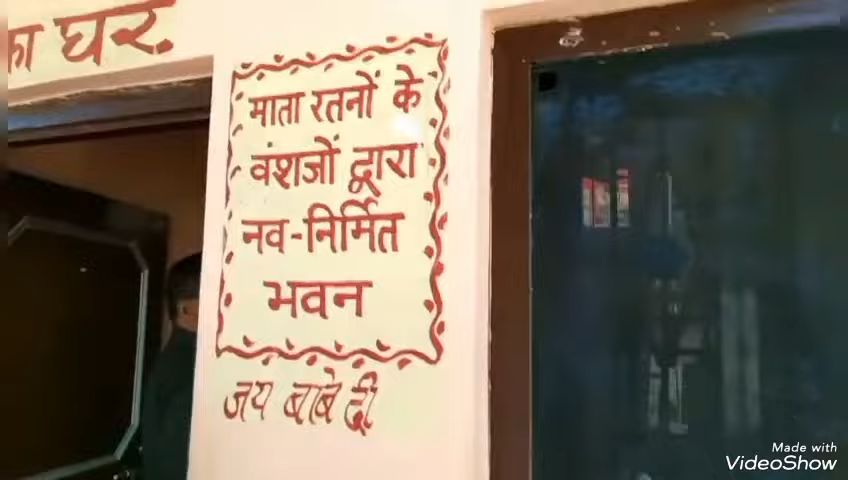 का घर.
माता रतनों के
वंशजों द्वारा
नव-निर्मित
भवन
जय बाबे दी
Made with
VideoShow